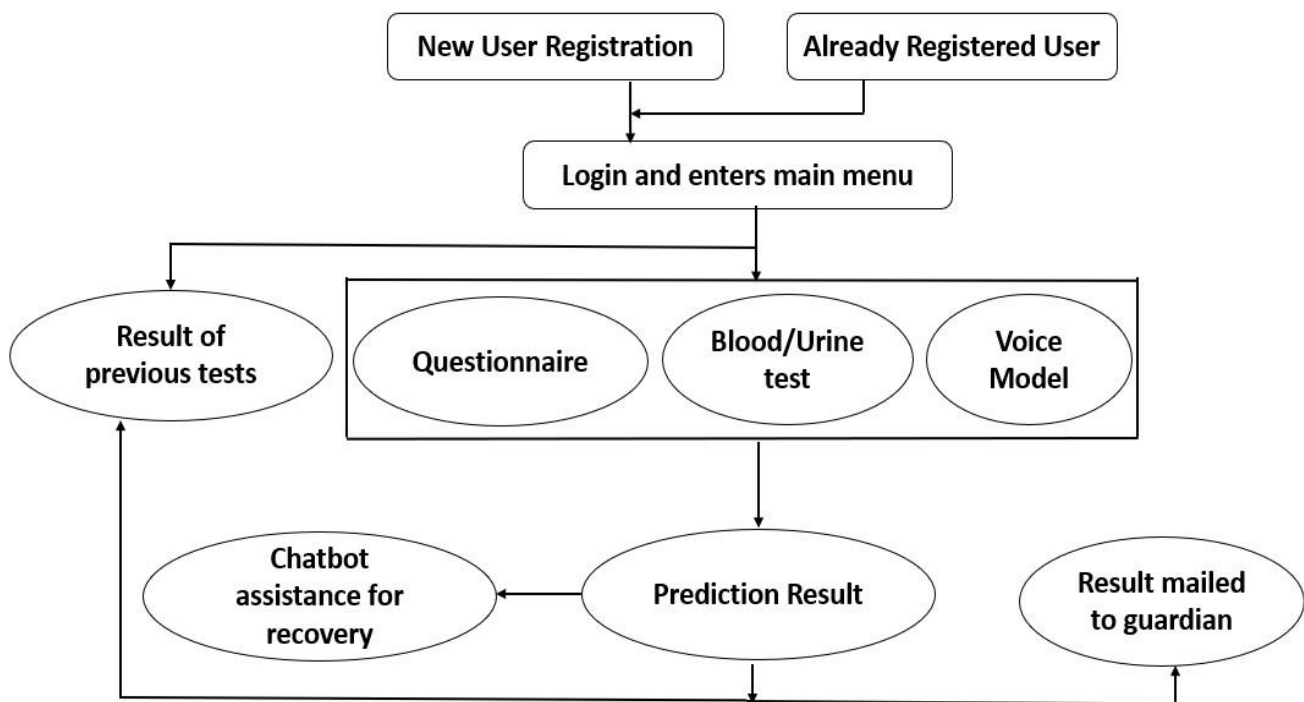 New User Registration
Already Registered User
Login and enters main menu
Result of
previous tests
Questionnaire
Blood/Urine
test
Voice
Model
Chatbot
assistance for
recovery
Prediction Result
Result mailed
to guardian